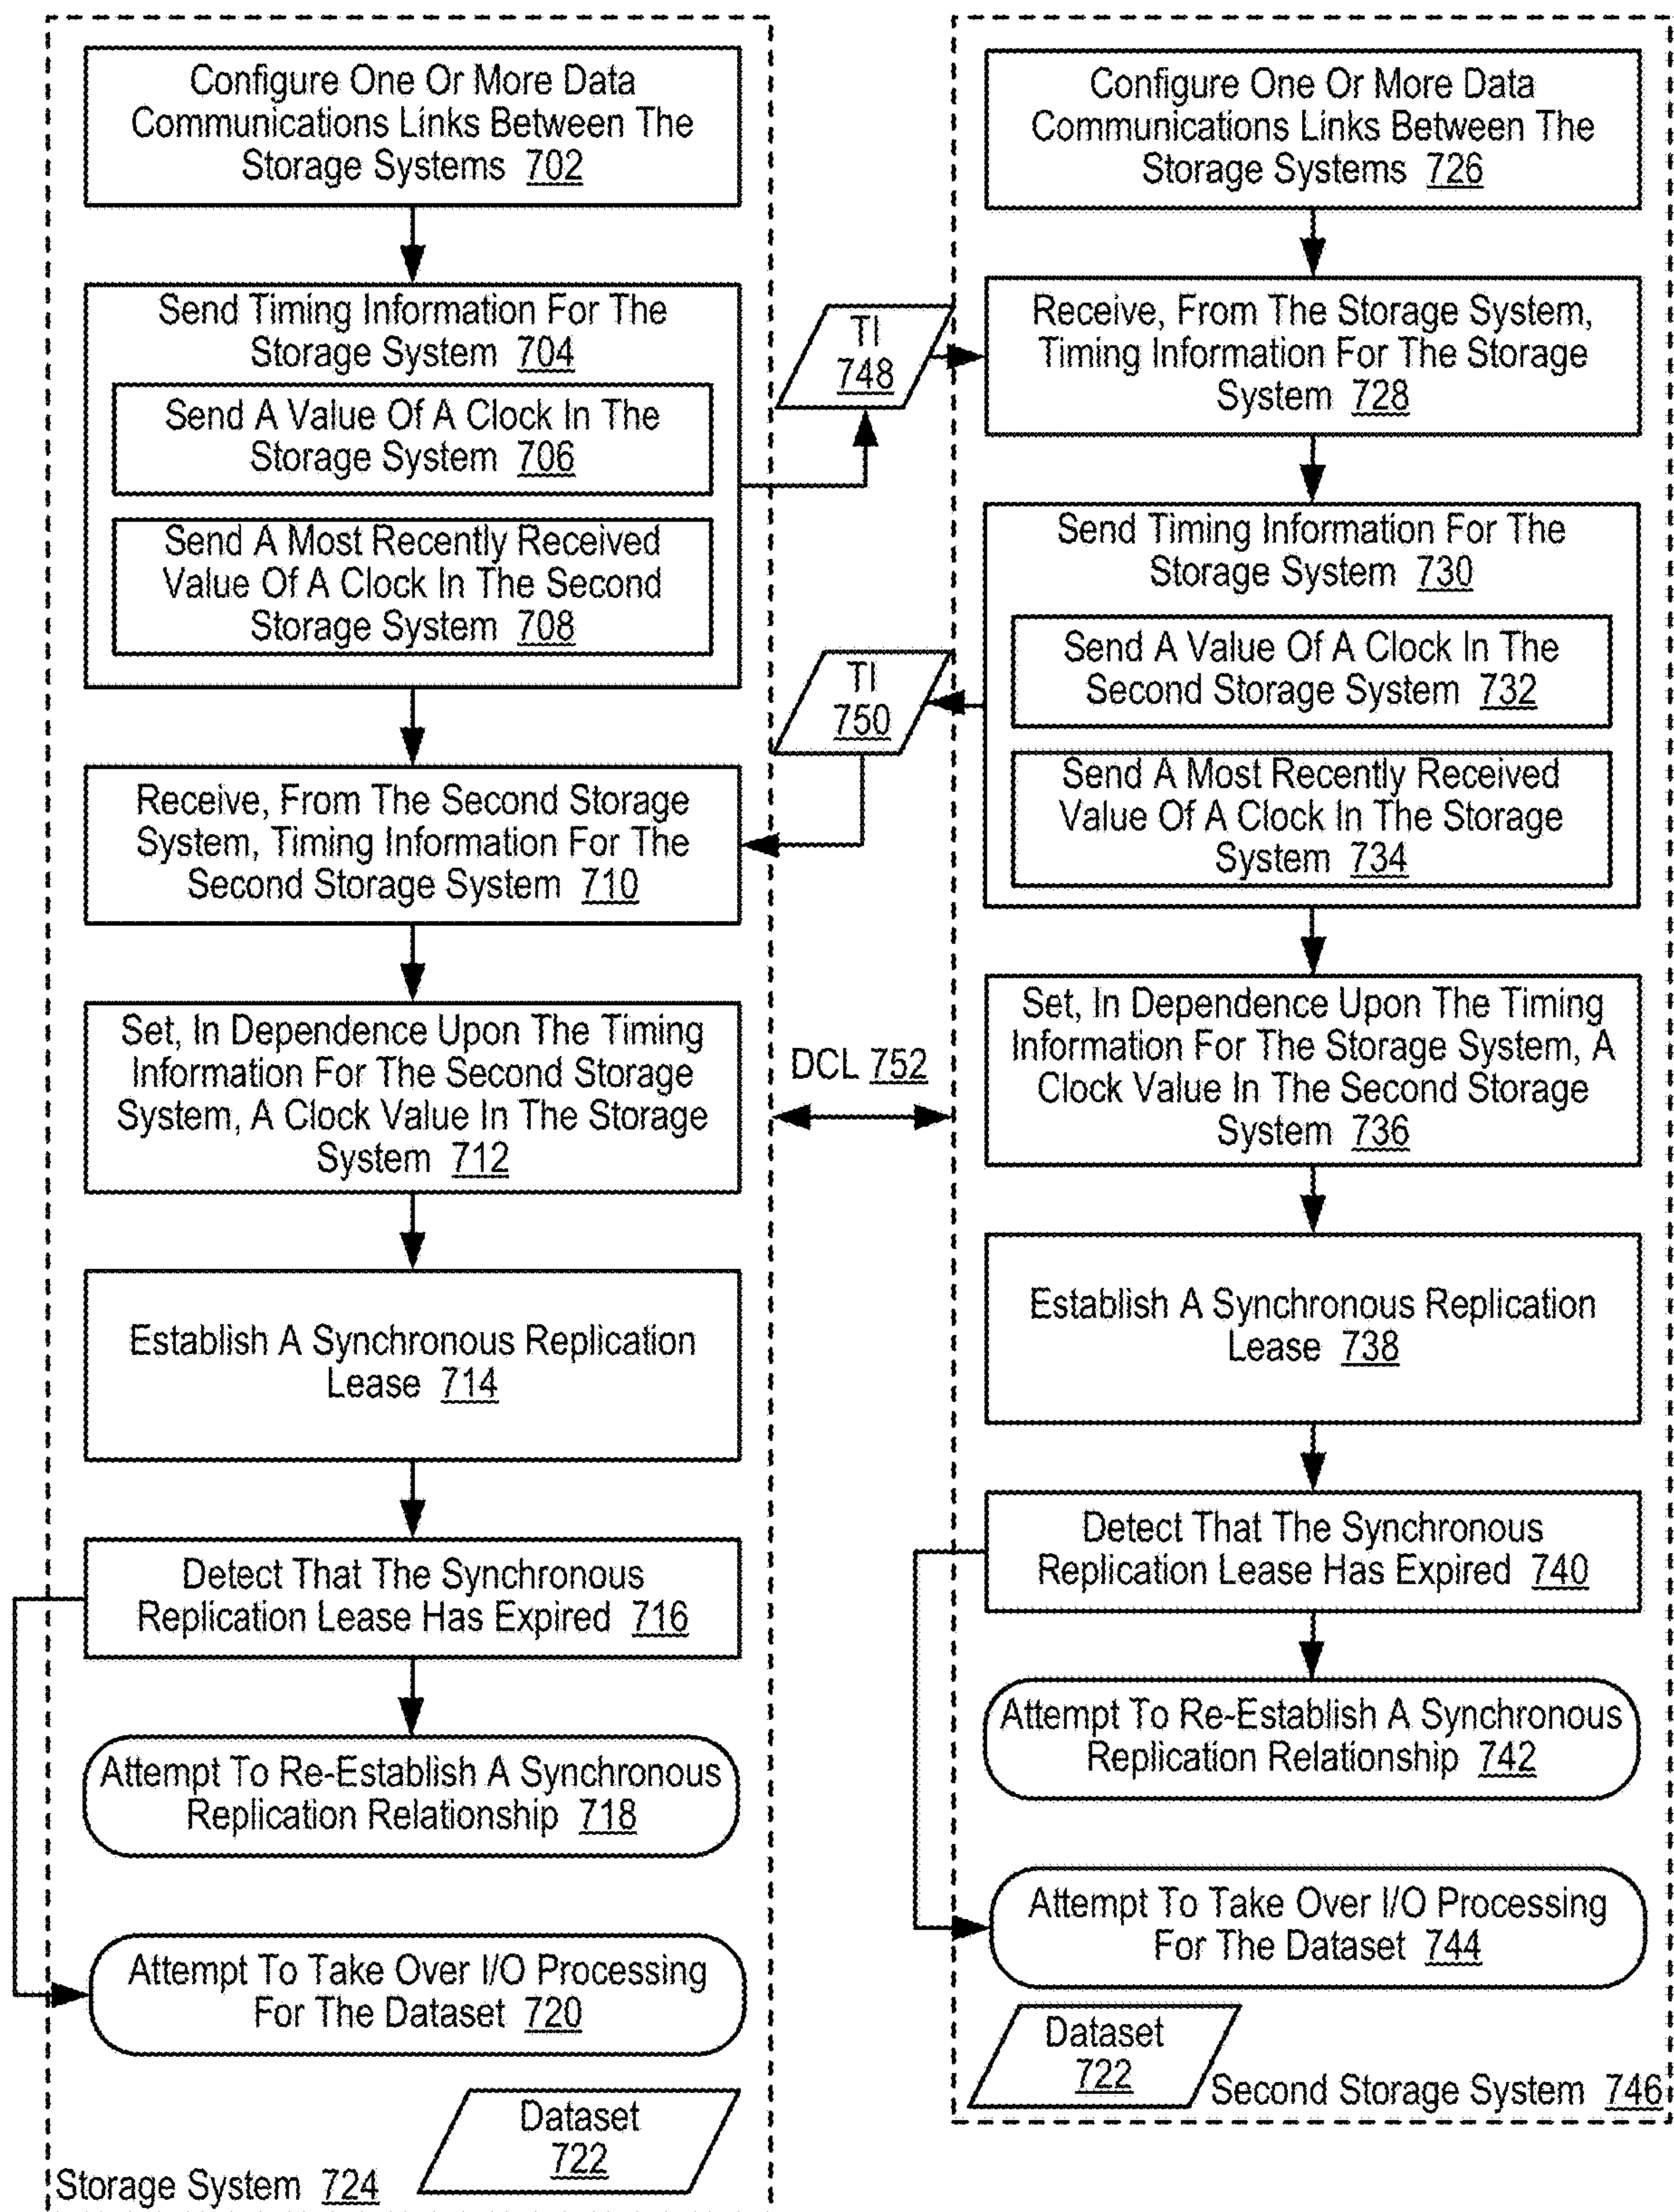 Configure One Or More Data
Communications Links Between The
Storage Systems 702
Send Timing Information For The
Storage System 704
Send A Value Of A Clock In The
Storage System 706
Send A Most Recently Received
Value Of A Clock In The Second
Storage System 708
Receive, From The Second Storage
System, Timing Information For The
Second Storage System 710
Set, In Dependence Upon The Timing
Information For The Second Storage
System, A Clock Value In The Storage
System 712
Establish A Synchronous Replication
Lease 714
Detect That The Synchronous
Replication Lease Has Expired 716
Attempt To Re-Establish A Synchronous
Replication Relationship 718
Attempt To Take Over I/O Processing
For The Dataset 720
Dataset
722
Storage System 724
TI
748
TI
750
DCL 752
Configure One Or More Data
Communications Links Between The
Storage Systems 726
Receive, From The Storage System,
Timing Information For The Storage
System 728
Send Timing Information For The
Storage System 730
Send A Value Of A Clock In The
Second Storage System 732
Send A Most Recently Received
Value Of A Clock In The Storage
System 734
Set, In Dependence Upon The Timing
Information For The Storage System, A
Clock Value In The Second Storage
System 736
Establish A Synchronous Replication
Lease 738
Detect That The Synchronous
Replication Lease Has Expired 740
Attempt To Re-Establish A Synchronous
Replication Relationship 742
Attempt To Take Over I/O Processing
For The Dataset 744
Dataset
722
Second Storage System 746